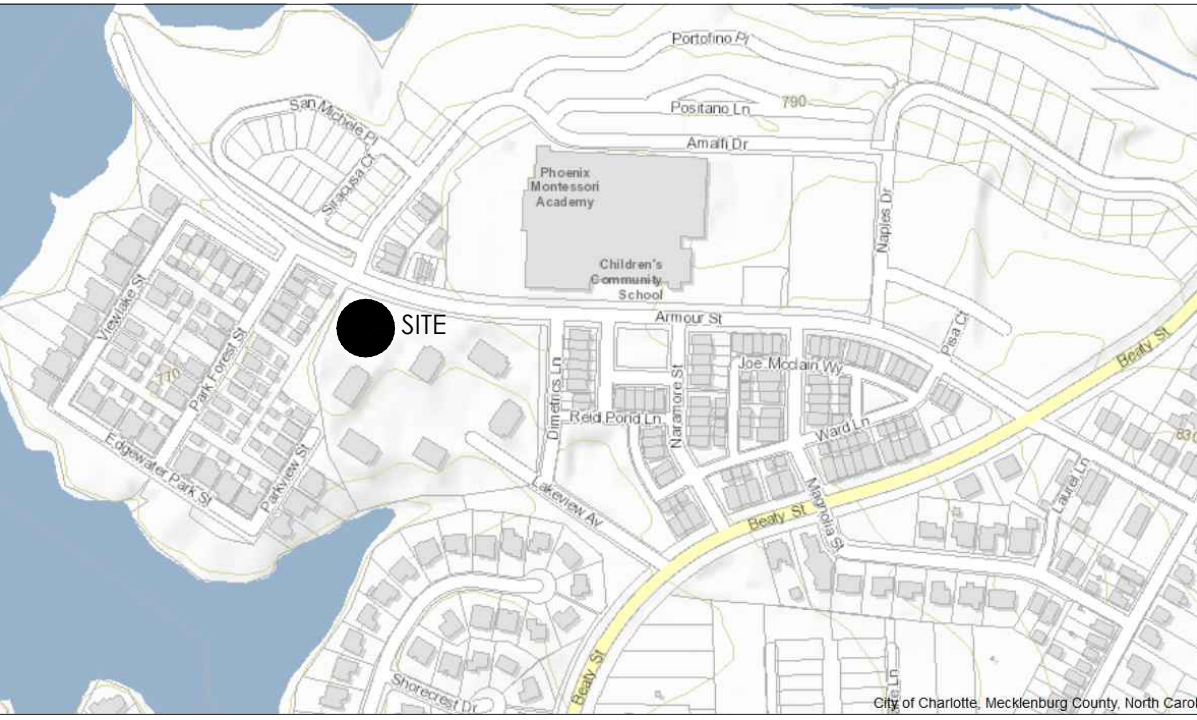 Portofino Pl
790
Positano Ln
San Michele Pl
Amalfi Dr
Siracusa Ct
Phoenix
Montessori
Academy
Naples Dr
Children's
Community
School
Viewlake St
SITE
Armour St
Pisa Ct
Beaty St
Park Forest St
770
Joe Mcclain Wy
Dimetrics Ln
Naramore St
Reid Pond Ln
Ward Ln
Edgewater Park St
Parkview St
Lakeview Av
Magnolia St
Laurel Ln
Beaty St
Beaty St
Shorecrest Dr
City of Charlotte, Mecklenburg County, North Carol